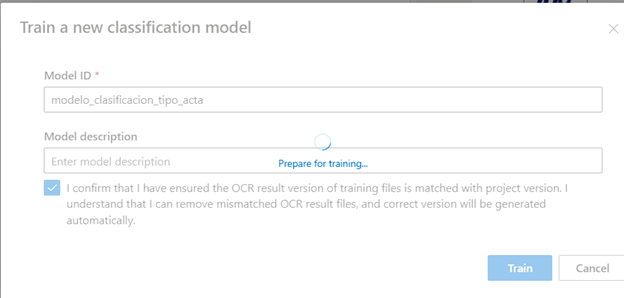 Train a new classification model
Model ID *
modelo_clasificacion_tipo_acta
Model description
Enter model description
Prepare for training...
I confirm that I have ensured the OCR result version of training files is matched with project version. I
understand that I can remove mismatched OCR result files, and correct version will be generated
automatically.
Train
Cancel